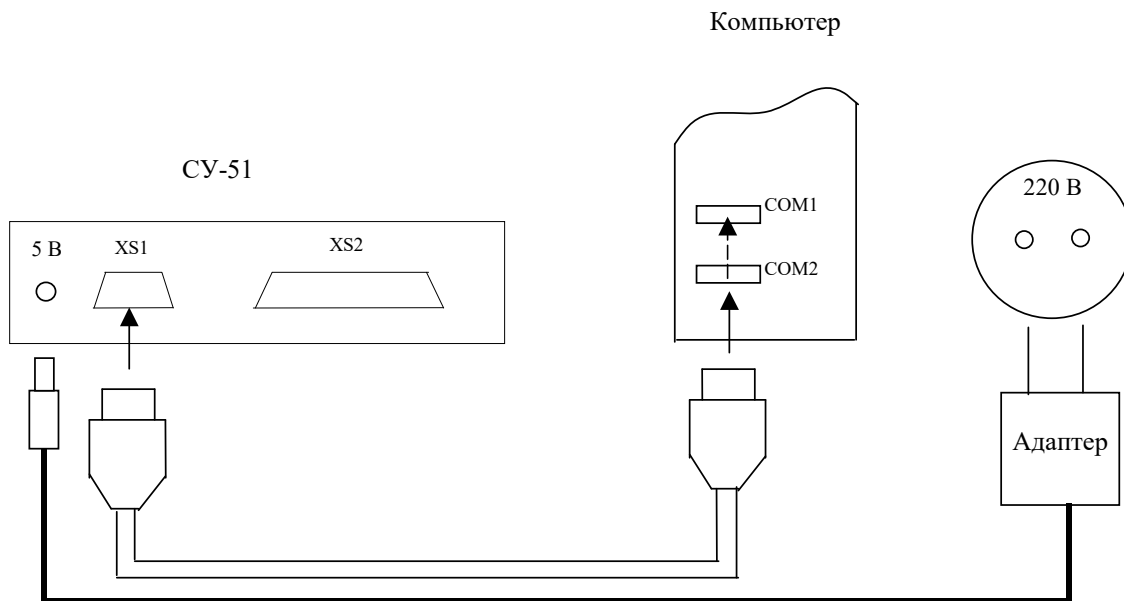 Компьютер
СУ-51
220 В
COM1
5 В
XS1
XS2
COM2
Адаптер